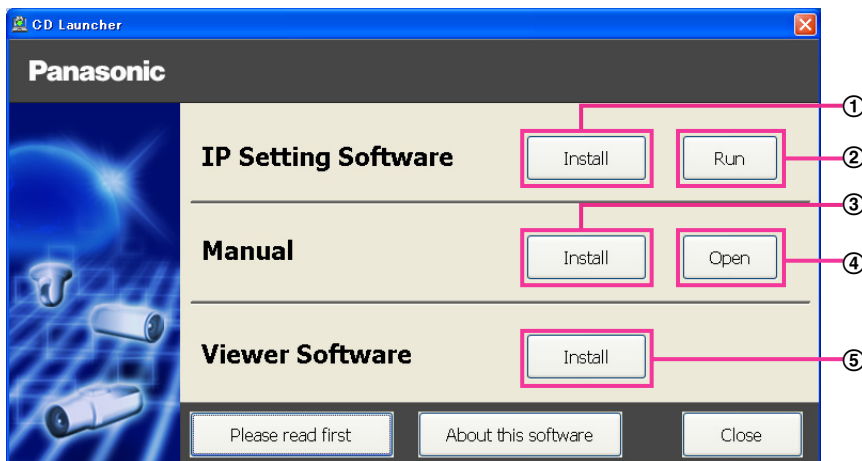 CD Launcher
Panasonic
①
IP Setting Software Install Run ②
③
Manual Install Open ④
Viewer Software Install ⑤
Please read first About this software Close